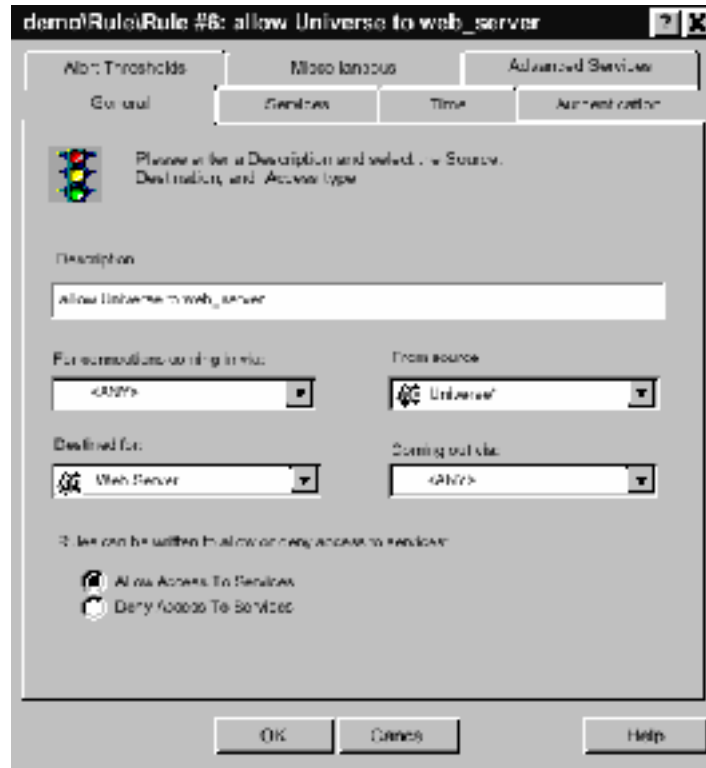 demo\Rule\Rule #6: allow Universe to web_server
Alert Thresholds
Miscellaneous
Advanced Services
General
Services
Time
Authentication
Please enter a Description and select the Source,
Destination, and Access type
Description
allow Universe to web_server
For connections coming in via:
<ANY>
From source
Universe*
Destined for:
Web Server
Coming out via:
<ANY>
Rules can be written to allow or deny access to services:
Allow Access To Services
Deny Access To Services
OK
Cancel
Help